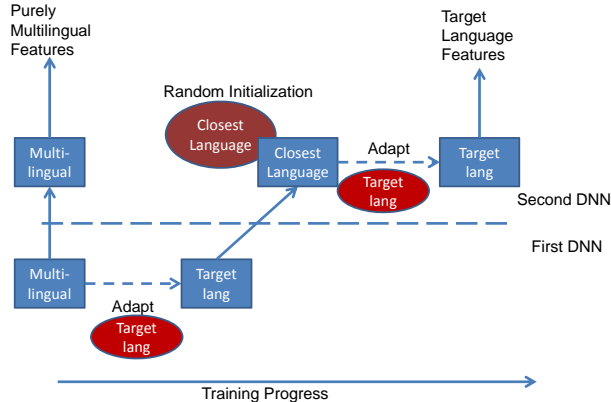 Purely
Multilingual
Features
Target
Language
Features
Random Initialization
Closest
Language
Multi-
lingual
Closest
Language
Adapt
Target
lang
Target
lang
Second DNN
First DNN
Multi-
lingual
Target
lang
Adapt
Target
lang
Training Progress